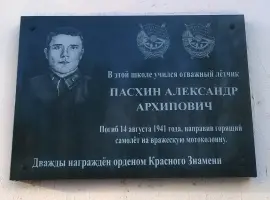 В этой школе учился отважный лётчик
ПАСХИН АЛЕКСАНДР
АРХИПОВИЧ
Погиб 14 августа 1941 года, направив горящий
самолёт на вражескую мотоколонну.
Дважды награждён орденом Красного Знамени